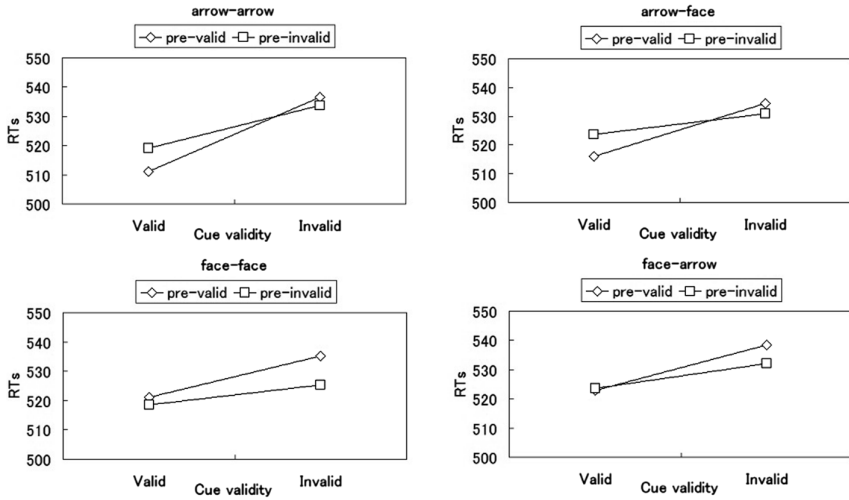 arrow-arrow
pre-valid pre-invalid
550
540
530
520
510
500
RTs
Valid Invalid
Cue validity
arrow-face
pre-valid pre-invalid
550
540
530
520
510
500
RTs
Valid Invalid
Cue validity
face-face
pre-valid pre-invalid
550
540
530
520
510
500
RTs
Valid Invalid
Cue validity
face-arrow
pre-valid pre-invalid
550
540
530
520
510
500
RTs
Valid Invalid
Cue validity